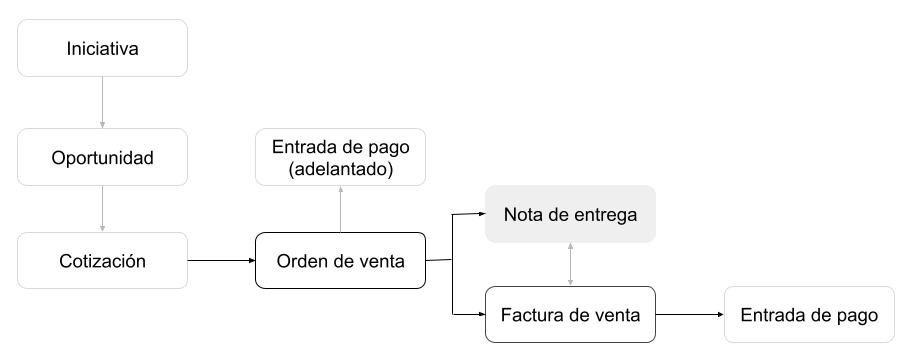 Iniciativa
Oportunidad
Entrada de pago
(adelantado)
Nota de entrega
Cotización
Orden de venta
Factura de venta
Entrada de pago